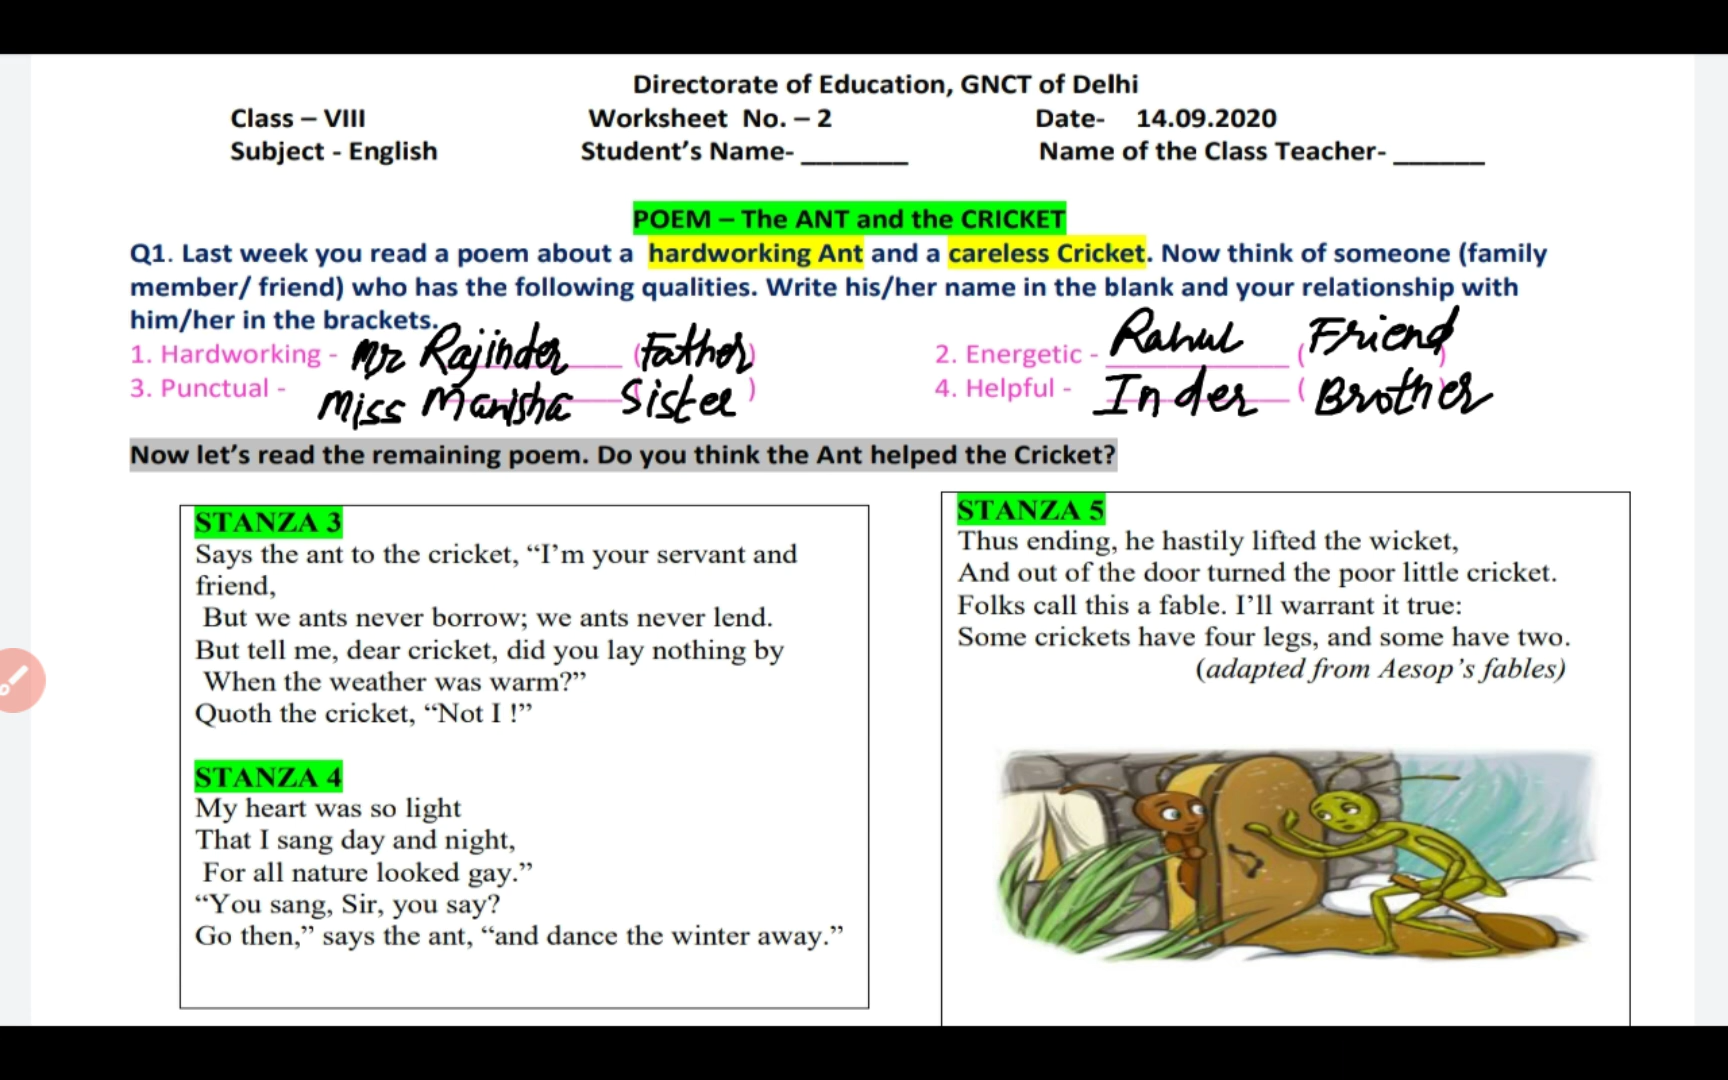 Directorate of Education, GNCT of Delhi
Class – VIII Worksheet No. – 2 Date- 14.09.2020
Subject - English Student's Name- _______ Name of the Class Teacher- ______
POEM – The ANT and the CRICKET
Q1. Last week you read a poem about a hardworking Ant and a careless Cricket. Now think of someone (family
member/ friend) who has the following qualities. Write his/her name in the blank and your relationship with
him/her in the brackets.
1. Hardworking - Mr Rajinder (Father) 2. Energetic - Rahul (Friend)
3. Punctual - Miss Manisha (Sister) 4. Helpful - Inder (Brother)
Now let's read the remaining poem. Do you think the Ant helped the Cricket?
STANZA 3
Says the ant to the cricket, “I'm your servant and
friend,
But we ants never borrow; we ants never lend.
But tell me, dear cricket, did you lay nothing by
When the weather was warm?”
Quoth the cricket, “Not I !”
STANZA 4
My heart was so light
That I sang day and night,
For all nature looked gay.”
“You sang, Sir, you say?
Go then,” says the ant, “and dance the winter away.”
STANZA 5
Thus ending, he hastily lifted the wicket,
And out of the door turned the poor little cricket.
Folks call this a fable. I'll warrant it true:
Some crickets have four legs, and some have two.
(adapted from Aesop's fables)